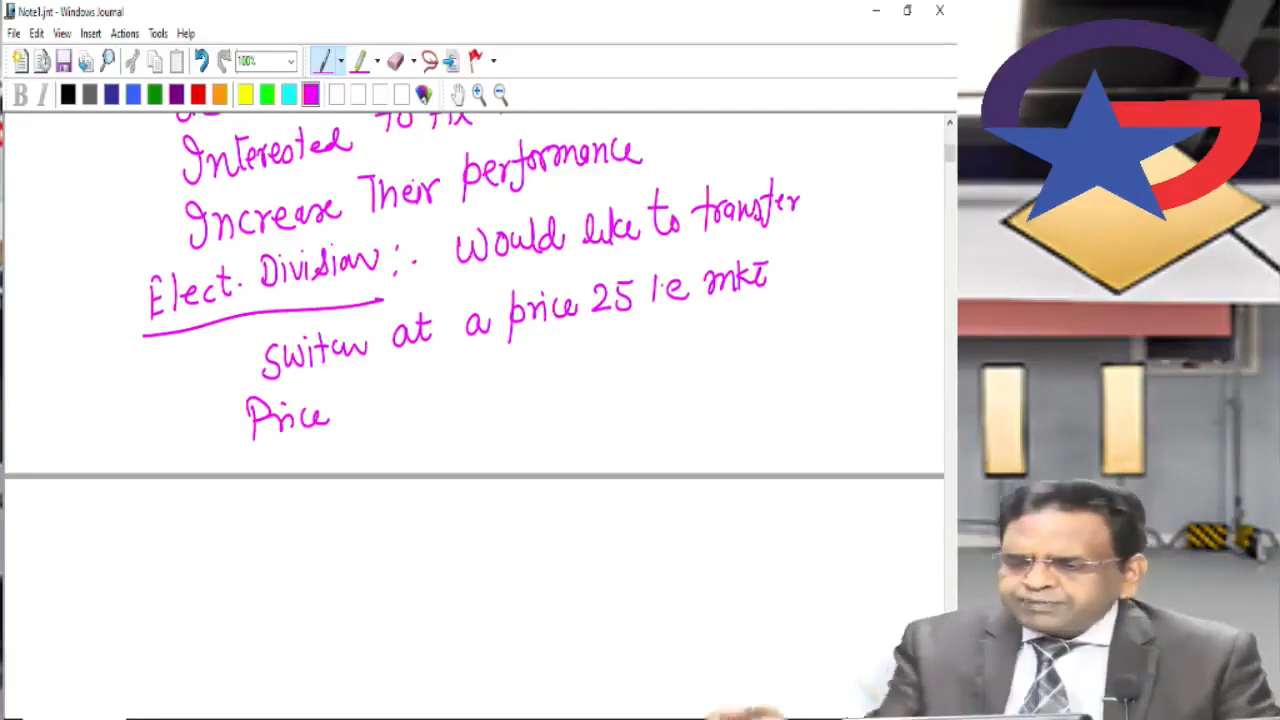 Note1.jnt - Windows Journal
File Edit View Insert Actions Tools Help
100%
B I
to fix
Interested
Increase Their performance
Elect. Division :. Would like to transfer
Switch at a price 25 i.e mkt
Price